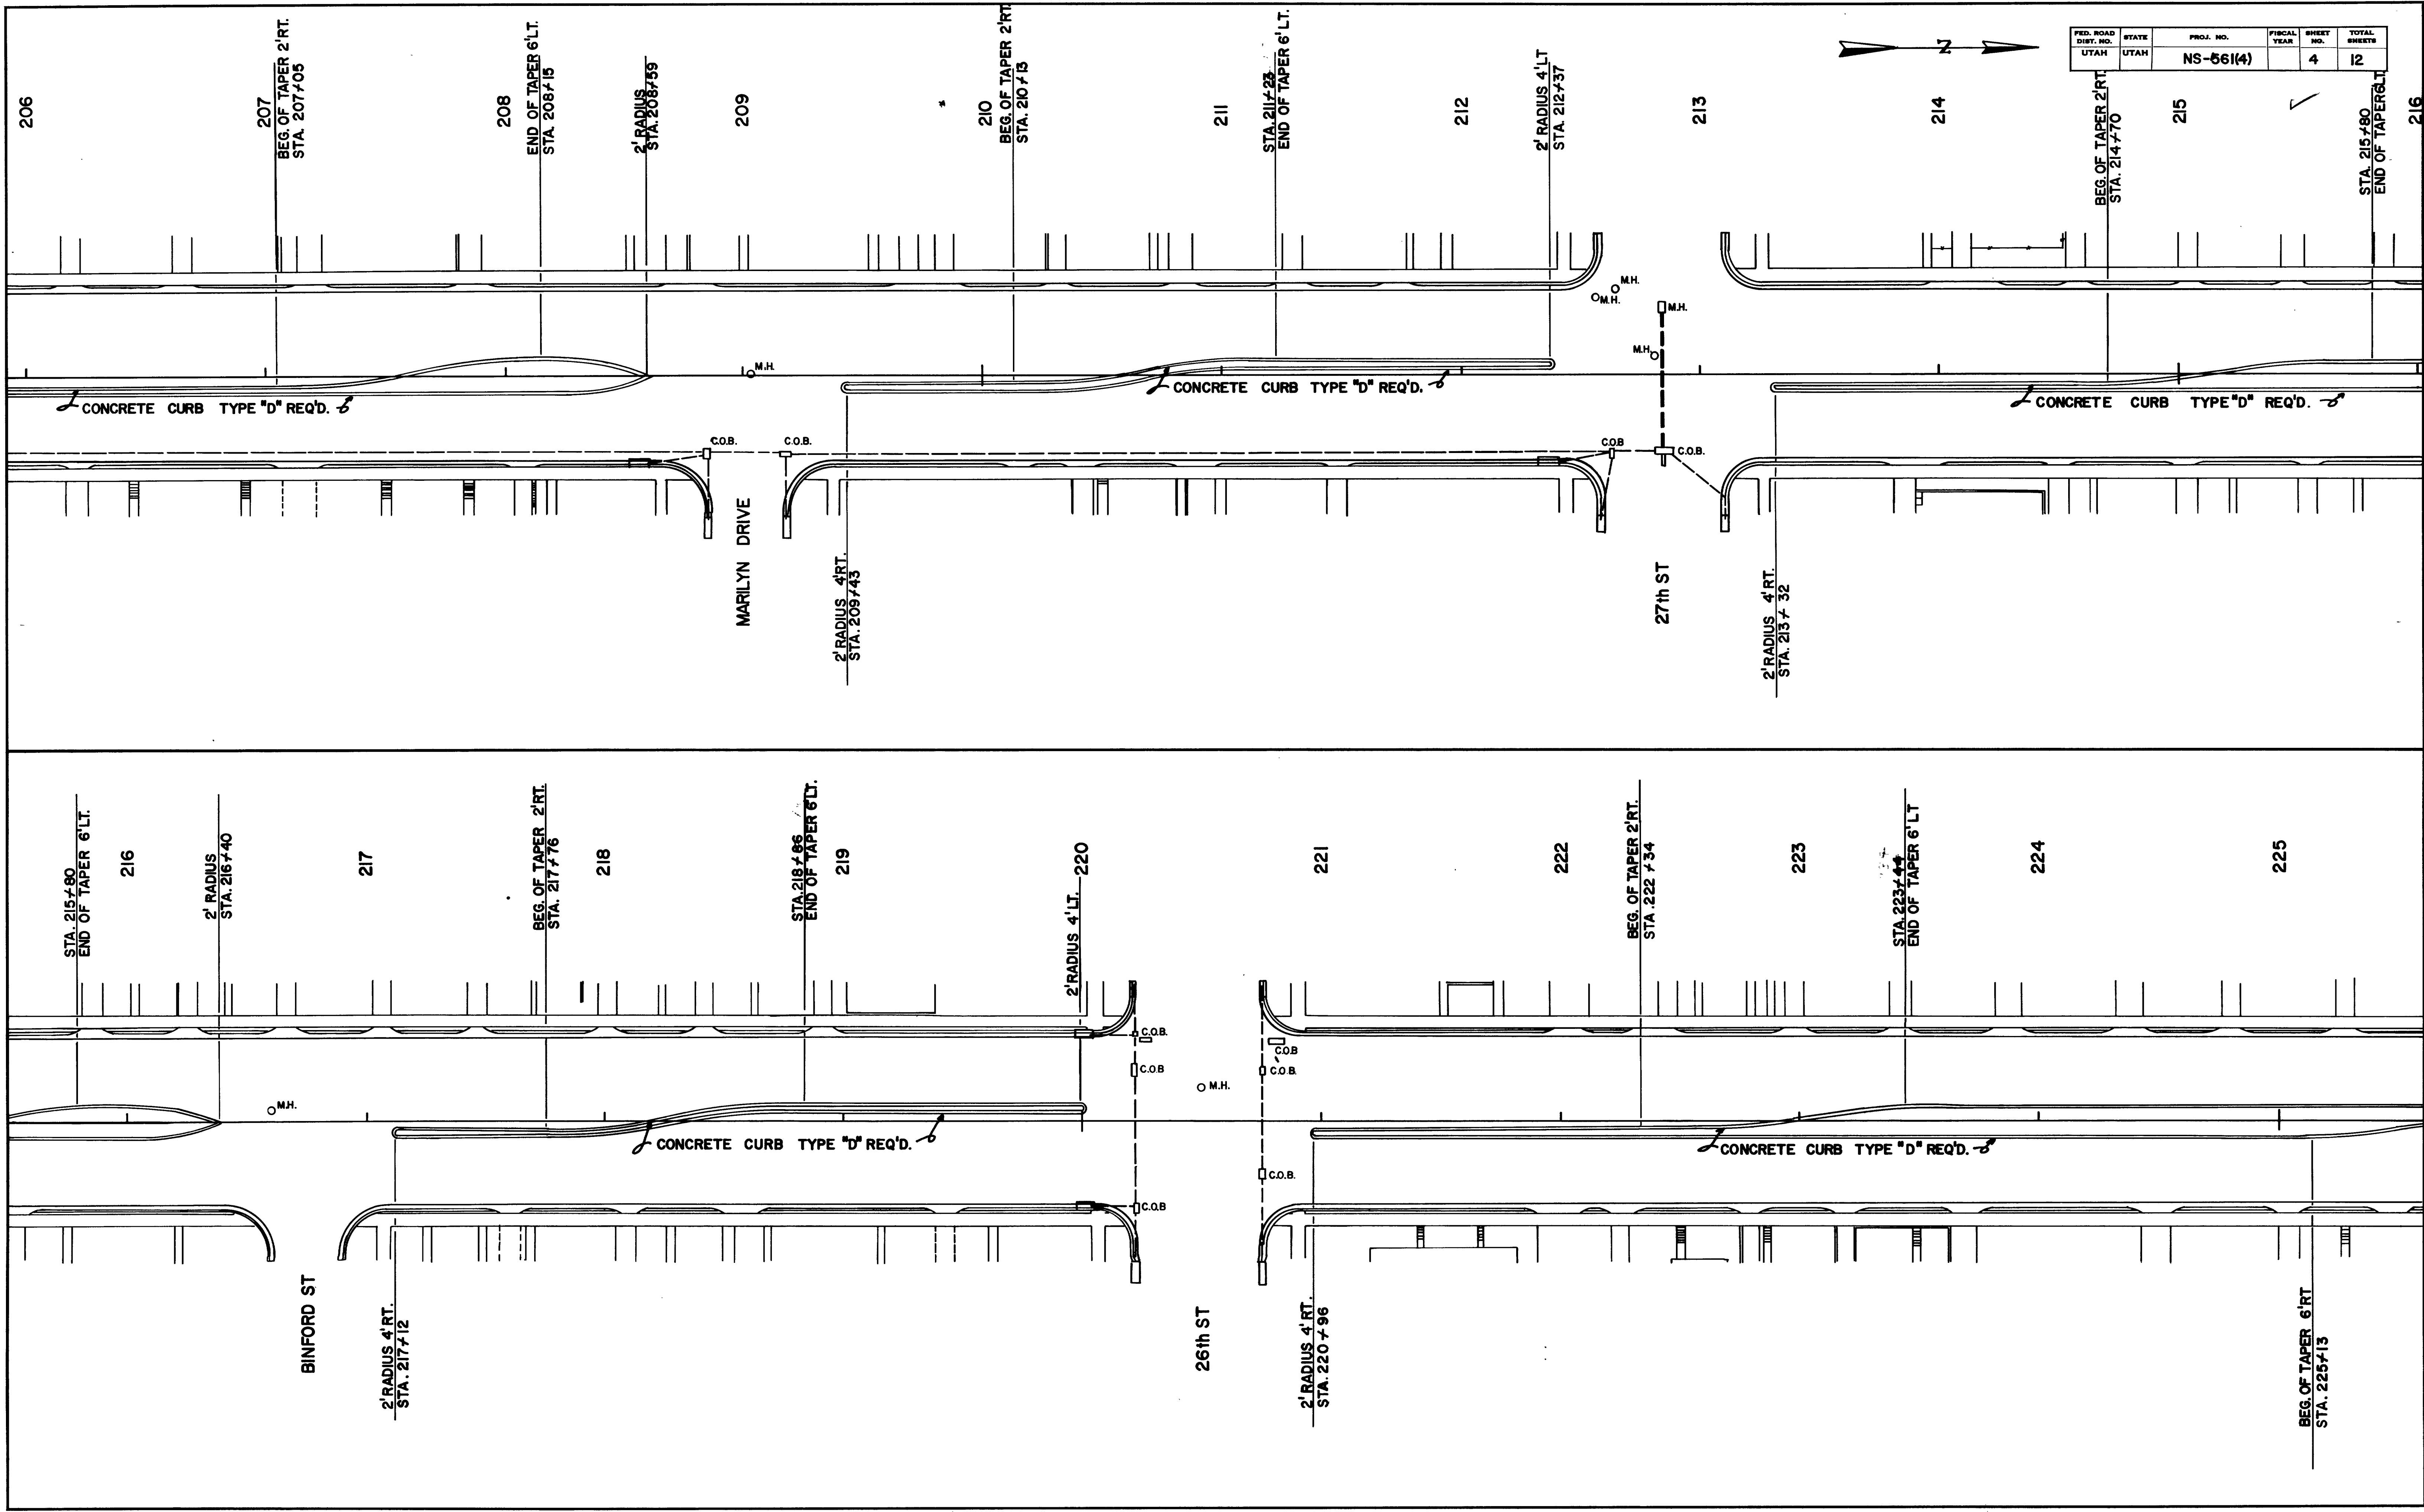 FED. ROAD DIST. NO. STATE PROJ. NO. FISCAL YEAR SHEET NO. TOTAL SHEETS
UTAH UTAH NS-561(4) 4 12
Z
206
207
BEG. OF TAPER 2'RT.
STA. 207+05
208
END OF TAPER 6'LT.
STA. 208+15
2' RADIUS
STA. 208+59
209
210
BEG. OF TAPER 2'RT.
STA. 210+13
211
STA. 211+23
END OF TAPER 6'LT.
212
2' RADIUS 4'LT
STA. 212+37
213
214
BEG. OF TAPER 2'RT.
STA. 214+70
215
STA. 215+80
END OF TAPER 6'LT.
216
M.H.
M.H.
M.H.
M.H.
M.H.
CONCRETE CURB TYPE "D" REQ'D.
CONCRETE CURB TYPE "D" REQ'D.
CONCRETE CURB TYPE "D" REQ'D.
C.O.B.
C.O.B.
C.O.B
C.O.B.
MARILYN DRIVE
2' RADIUS 4'RT.
STA. 209+43
27th ST
2' RADIUS 4'RT.
STA. 213+32
STA. 215+80
END OF TAPER 6'LT.
216
2' RADIUS
STA. 216+40
217
BEG. OF TAPER 2'RT.
STA. 217+76
218
STA. 218+86
END OF TAPER 6'LT.
219
2' RADIUS 4'LT.
220
221
222
BEG. OF TAPER 2'RT.
STA. 222+34
223
STA. 223+44
END OF TAPER 6'LT
224
225
C.O.B.
C.O.B
C.O.B
C.O.B.
M.H.
M.H.
CONCRETE CURB TYPE "D" REQ'D.
CONCRETE CURB TYPE "D" REQ'D.
C.O.B.
C.O.B
BINFORD ST
2' RADIUS 4'RT.
STA. 217+12
26th ST
2' RADIUS 4'RT.
STA. 220+96
BEG. OF TAPER 6'RT
STA. 225+13